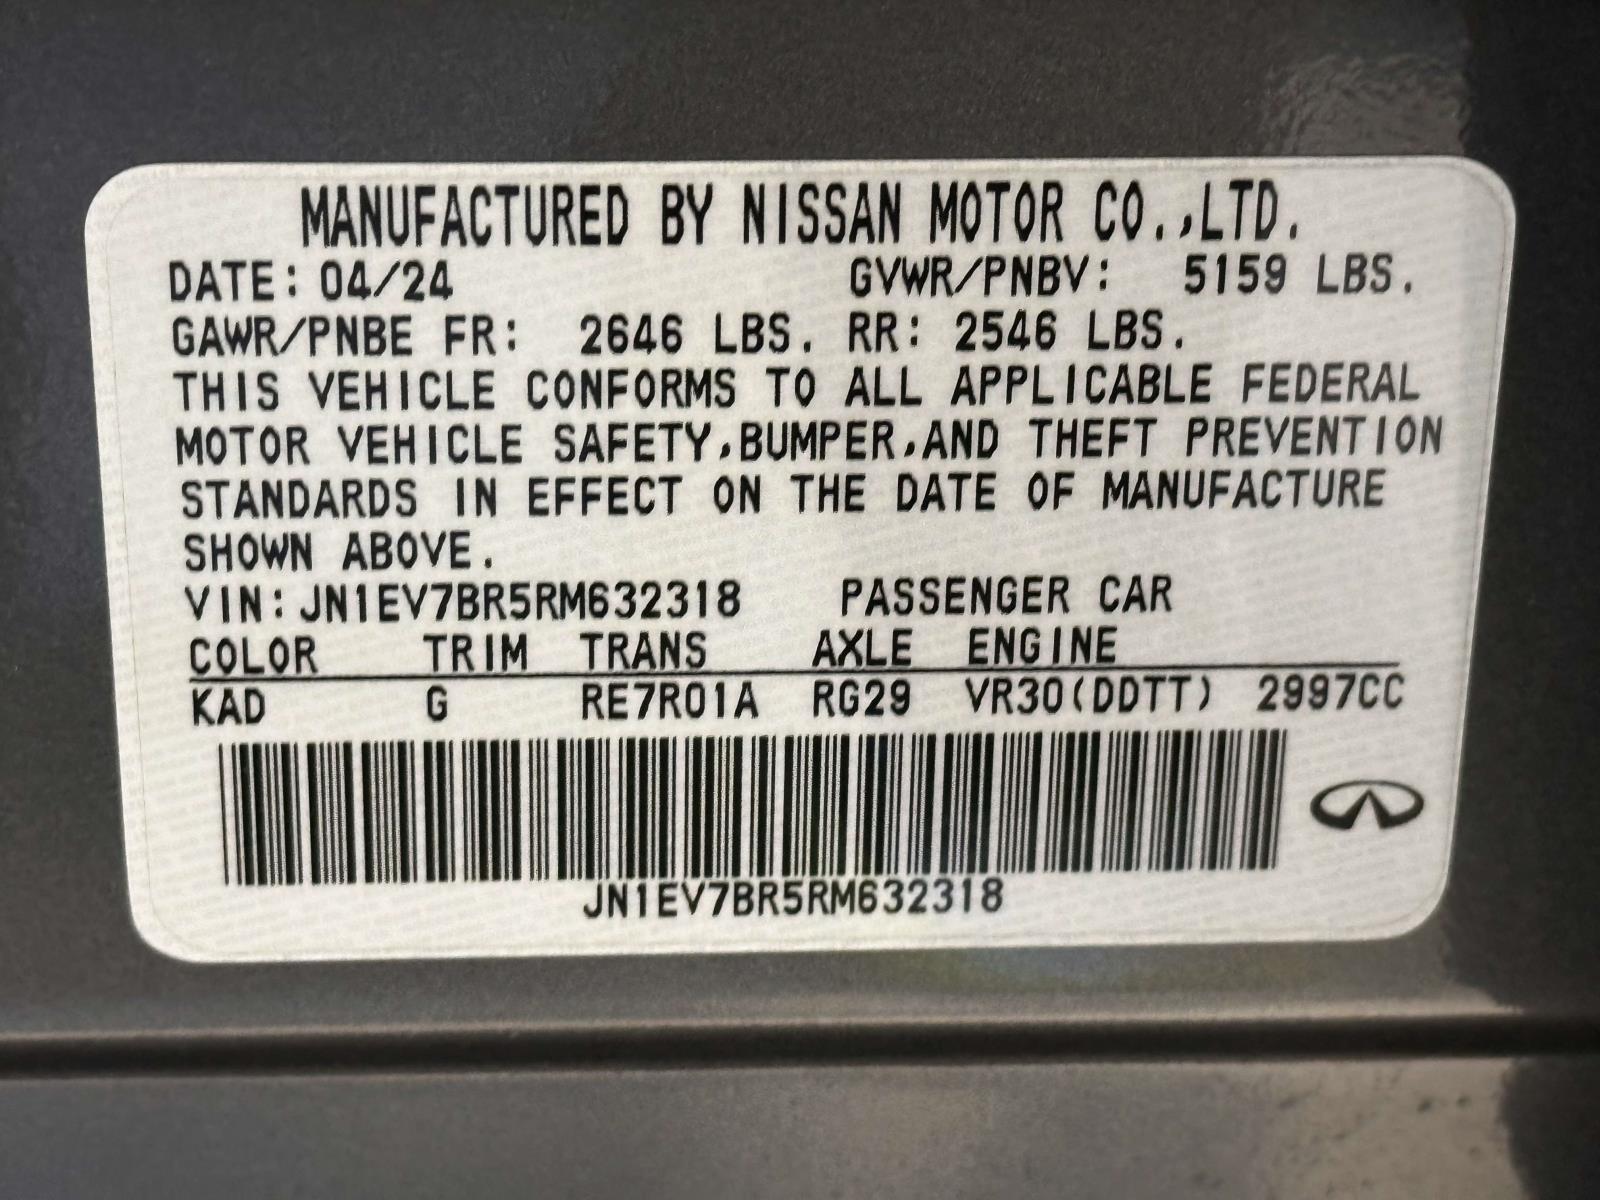 MANUFACTURED BY NISSAN MOTOR CO.,LTD.
DATE: 04/24 GVWR/PNBV: 5159 LBS.
GAWR/PNBE FR: 2646 LBS. RR: 2546 LBS.
THIS VEHICLE CONFORMS TO ALL APPLICABLE FEDERAL
MOTOR VEHICLE SAFETY,BUMPER,AND THEFT PREVENTION
STANDARDS IN EFFECT ON THE DATE OF MANUFACTURE
SHOWN ABOVE.
VIN: JN1EV7BR5RM632318 PASSENGER CAR
COLOR TRIM TRANS AXLE ENGINE
KAD G RE7R01A RG29 VR30(DDTT) 2997CC
JN1EV7BR5RM632318